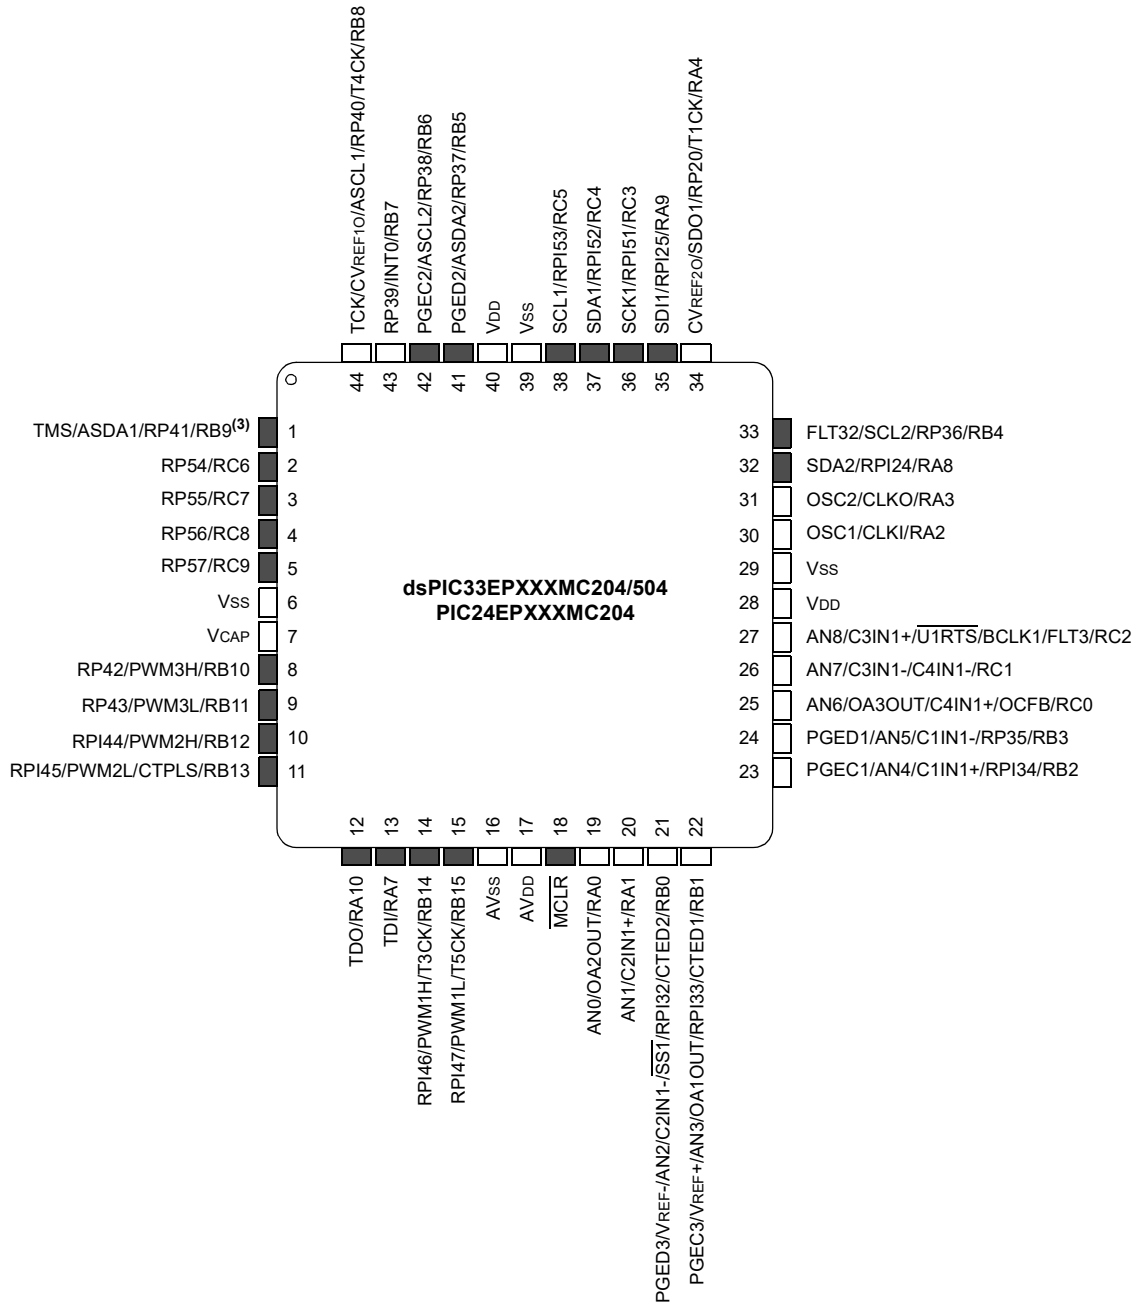 TCK/CVREF1O/ASCL1/RP40/T4CK/RB8
RP39/INT0/RB7
PGEC2/ASCL2/RP38/RB6
PGED2/ASDA2/RP37/RB5
VDD
VSS
SCL1/RPI53/RC5
SDA1/RPI52/RC4
SCK1/RPI51/RC3
SDI1/RPI25/RA9
CVREF2O/SDO1/RP20/T1CK/RA4
44
43
42
41
40
39
38
37
36
35
34
TMS/ASDA1/RP41/RB9(3) 1
RP54/RC6 2
RP55/RC7 3
RP56/RC8 4
RP57/RC9 5
VSS 6
VCAP 7
RP42/PWM3H/RB10 8
RP43/PWM3L/RB11 9
RPI44/PWM2H/RB12 10
RPI45/PWM2L/CTPLS/RB13 11
dsPIC33EPXXXMC204/504
PIC24EPXXXMC204
33 FLT32/SCL2/RP36/RB4
32 SDA2/RPI24/RA8
31 OSC2/CLKO/RA3
30 OSC1/CLKI/RA2
29 VSS
28 VDD
27 AN8/C3IN1+/U1RTS/BCLK1/FLT3/RC2
26 AN7/C3IN1-/C4IN1-/RC1
25 AN6/OA3OUT/C4IN1+/OCFB/RC0
24 PGED1/AN5/C1IN1-/RP35/RB3
23 PGEC1/AN4/C1IN1+/RPI34/RB2
12
13
14
15
16
17
18
19
20
21
22
TDO/RA10
TDI/RA7
RPI46/PWM1H/T3CK/RB14
RPI47/PWM1L/T5CK/RB15
AVSS
AVDD
MCLR
AN0/OA2OUT/RA0
AN1/C2IN1+/RA1
PGED3/VREF-/AN2/C2IN1-/SS1/RPI32/CTED2/RB0
PGEC3/VREF+/AN3/OA1OUT/RPI33/CTED1/RB1